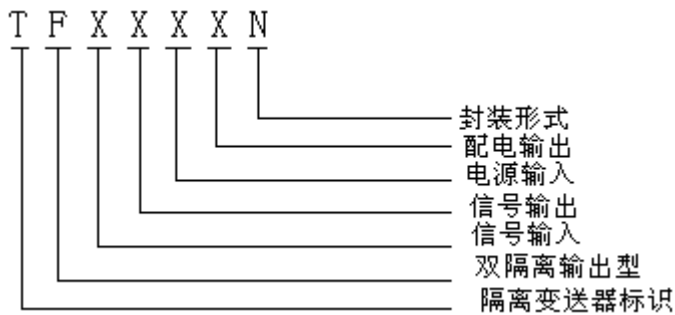 T F X X X X N
封装形式
配电输出
电源输入
信号输出
信号输入
双隔离输出型
隔离变送器标识